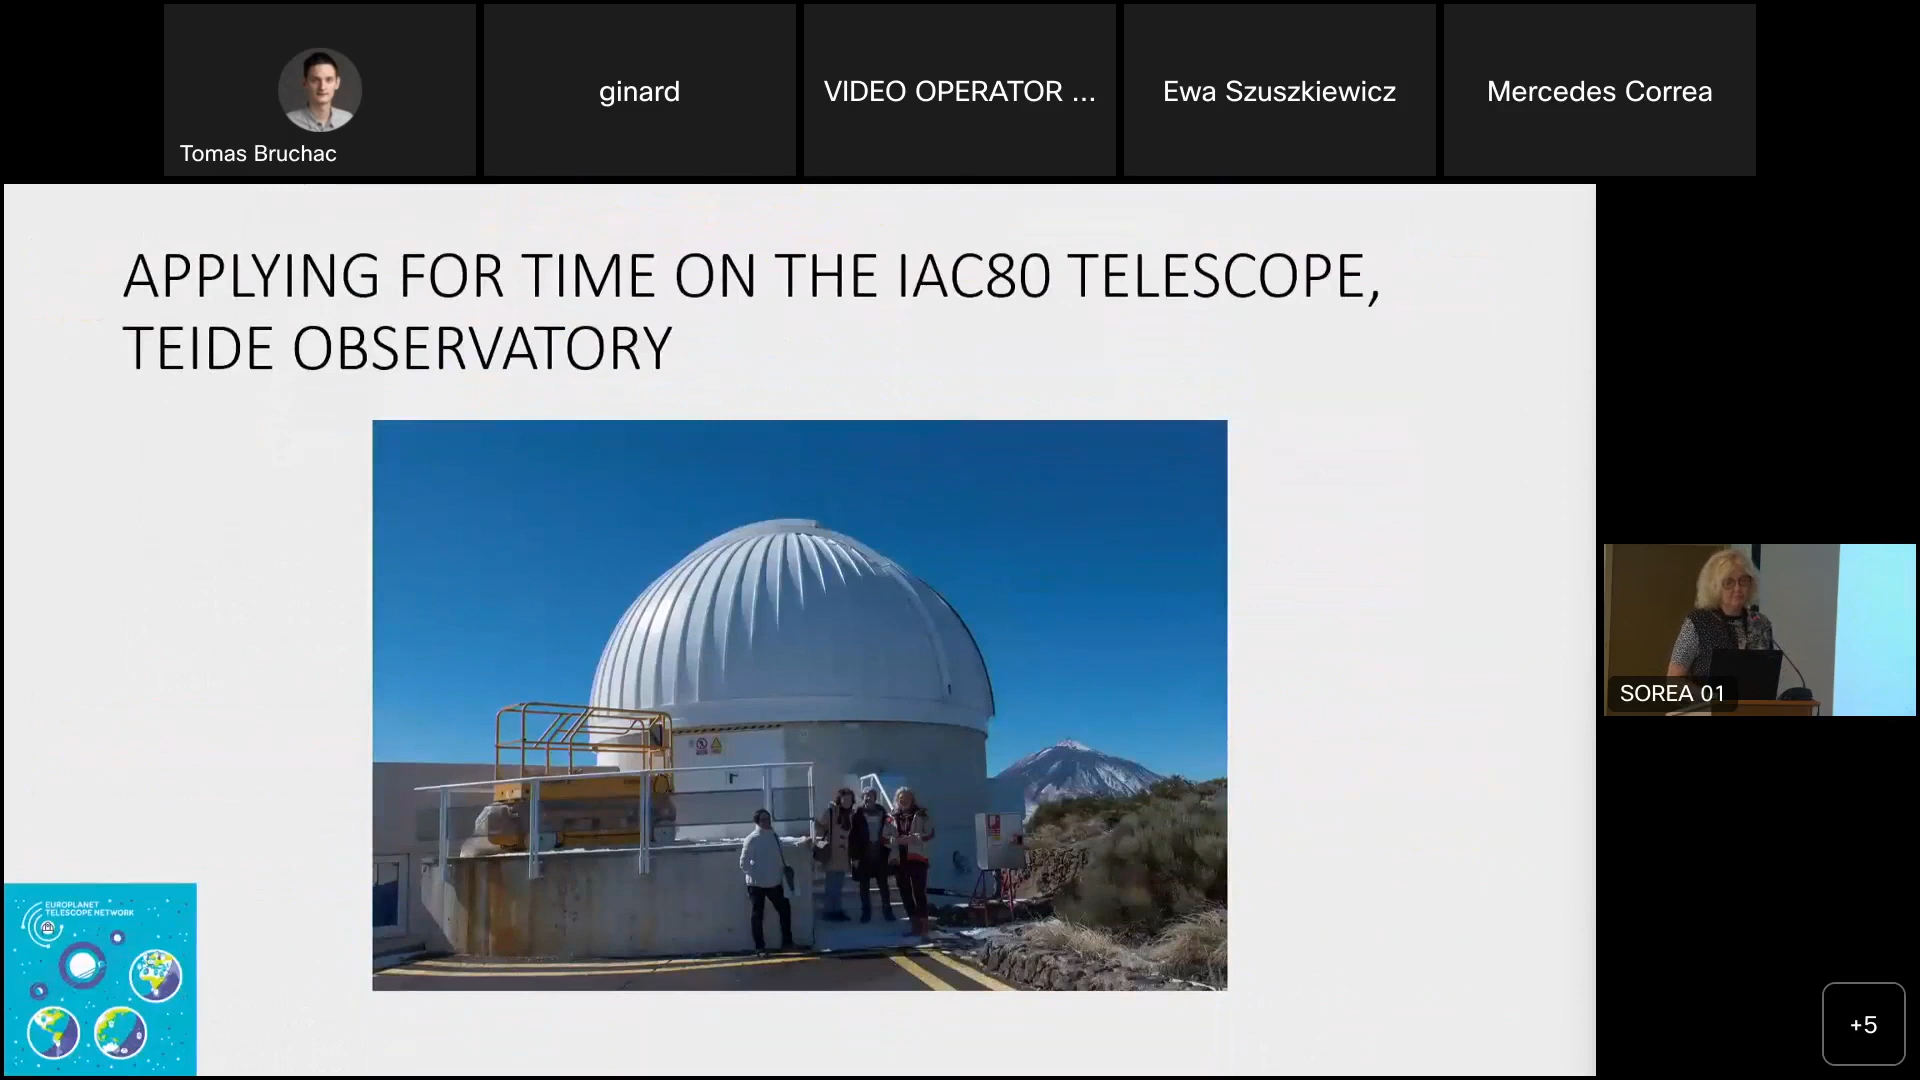 Tomas Bruchac
ginard
VIDEO OPERATOR ...
Ewa Szuszkiewicz
Mercedes Correa
APPLYING FOR TIME ON THE IAC80 TELESCOPE,
TEIDE OBSERVATORY
EUROPLANET
TELESCOPE NETWORK
SOREA 01
+5